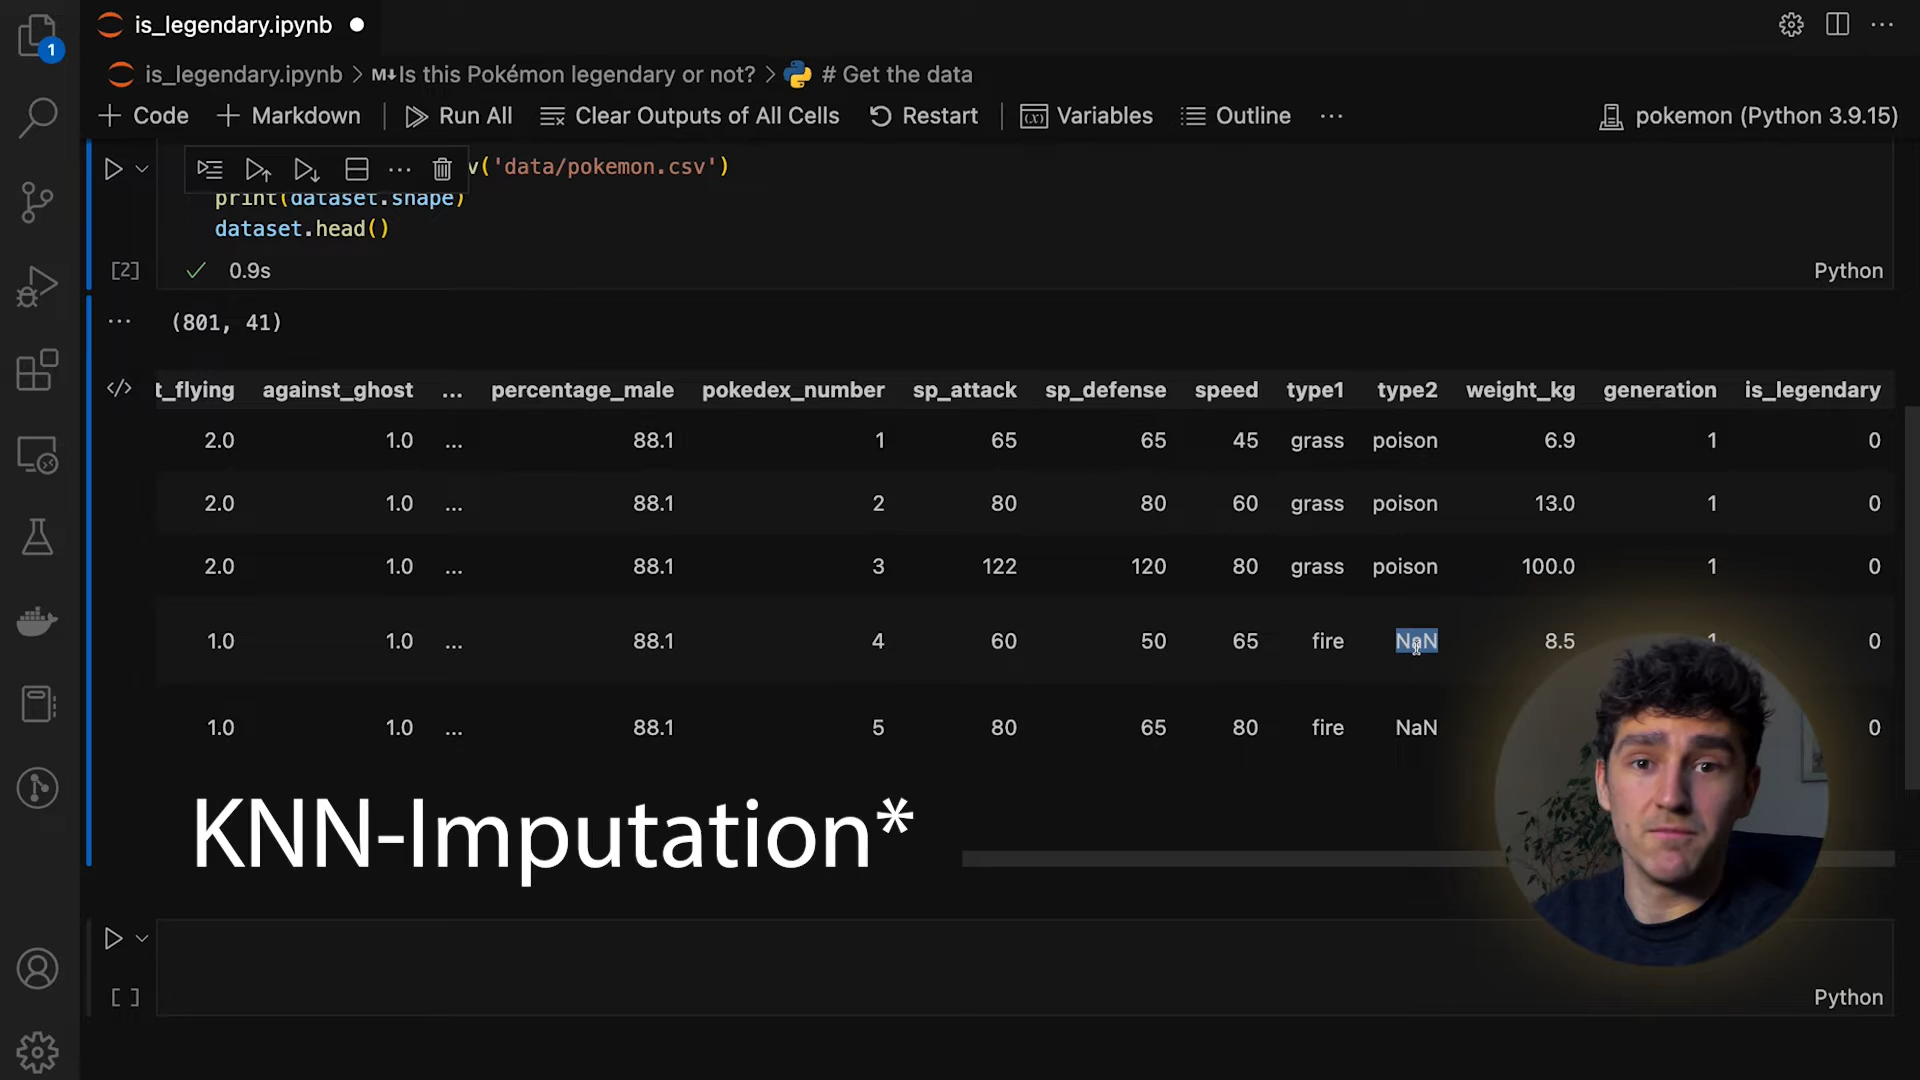 is_legendary.ipynb
1
is_legendary.ipynb > M↓Is this Pokémon legendary or not? > # Get the data
+ Code + Markdown Run All Clear Outputs of All Cells Restart Variables Outline ... pokemon (Python 3.9.15)
v('data/pokemon.csv')
print(dataset.shape)
dataset.head()
[2] 0.9s Python
... (801, 41)
t_flying against_ghost ... percentage_male pokedex_number sp_attack sp_defense speed type1 type2 weight_kg generation is_legendary
2.0 1.0 ... 88.1 1 65 65 45 grass poison 6.9 1 0
2.0 1.0 ... 88.1 2 80 80 60 grass poison 13.0 1 0
2.0 1.0 ... 88.1 3 122 120 80 grass poison 100.0 1 0
1.0 1.0 ... 88.1 4 60 50 65 fire NaN 8.5 1 0
1.0 1.0 ... 88.1 5 80 65 80 fire NaN 0
KNN-Imputation*
[ ] Python